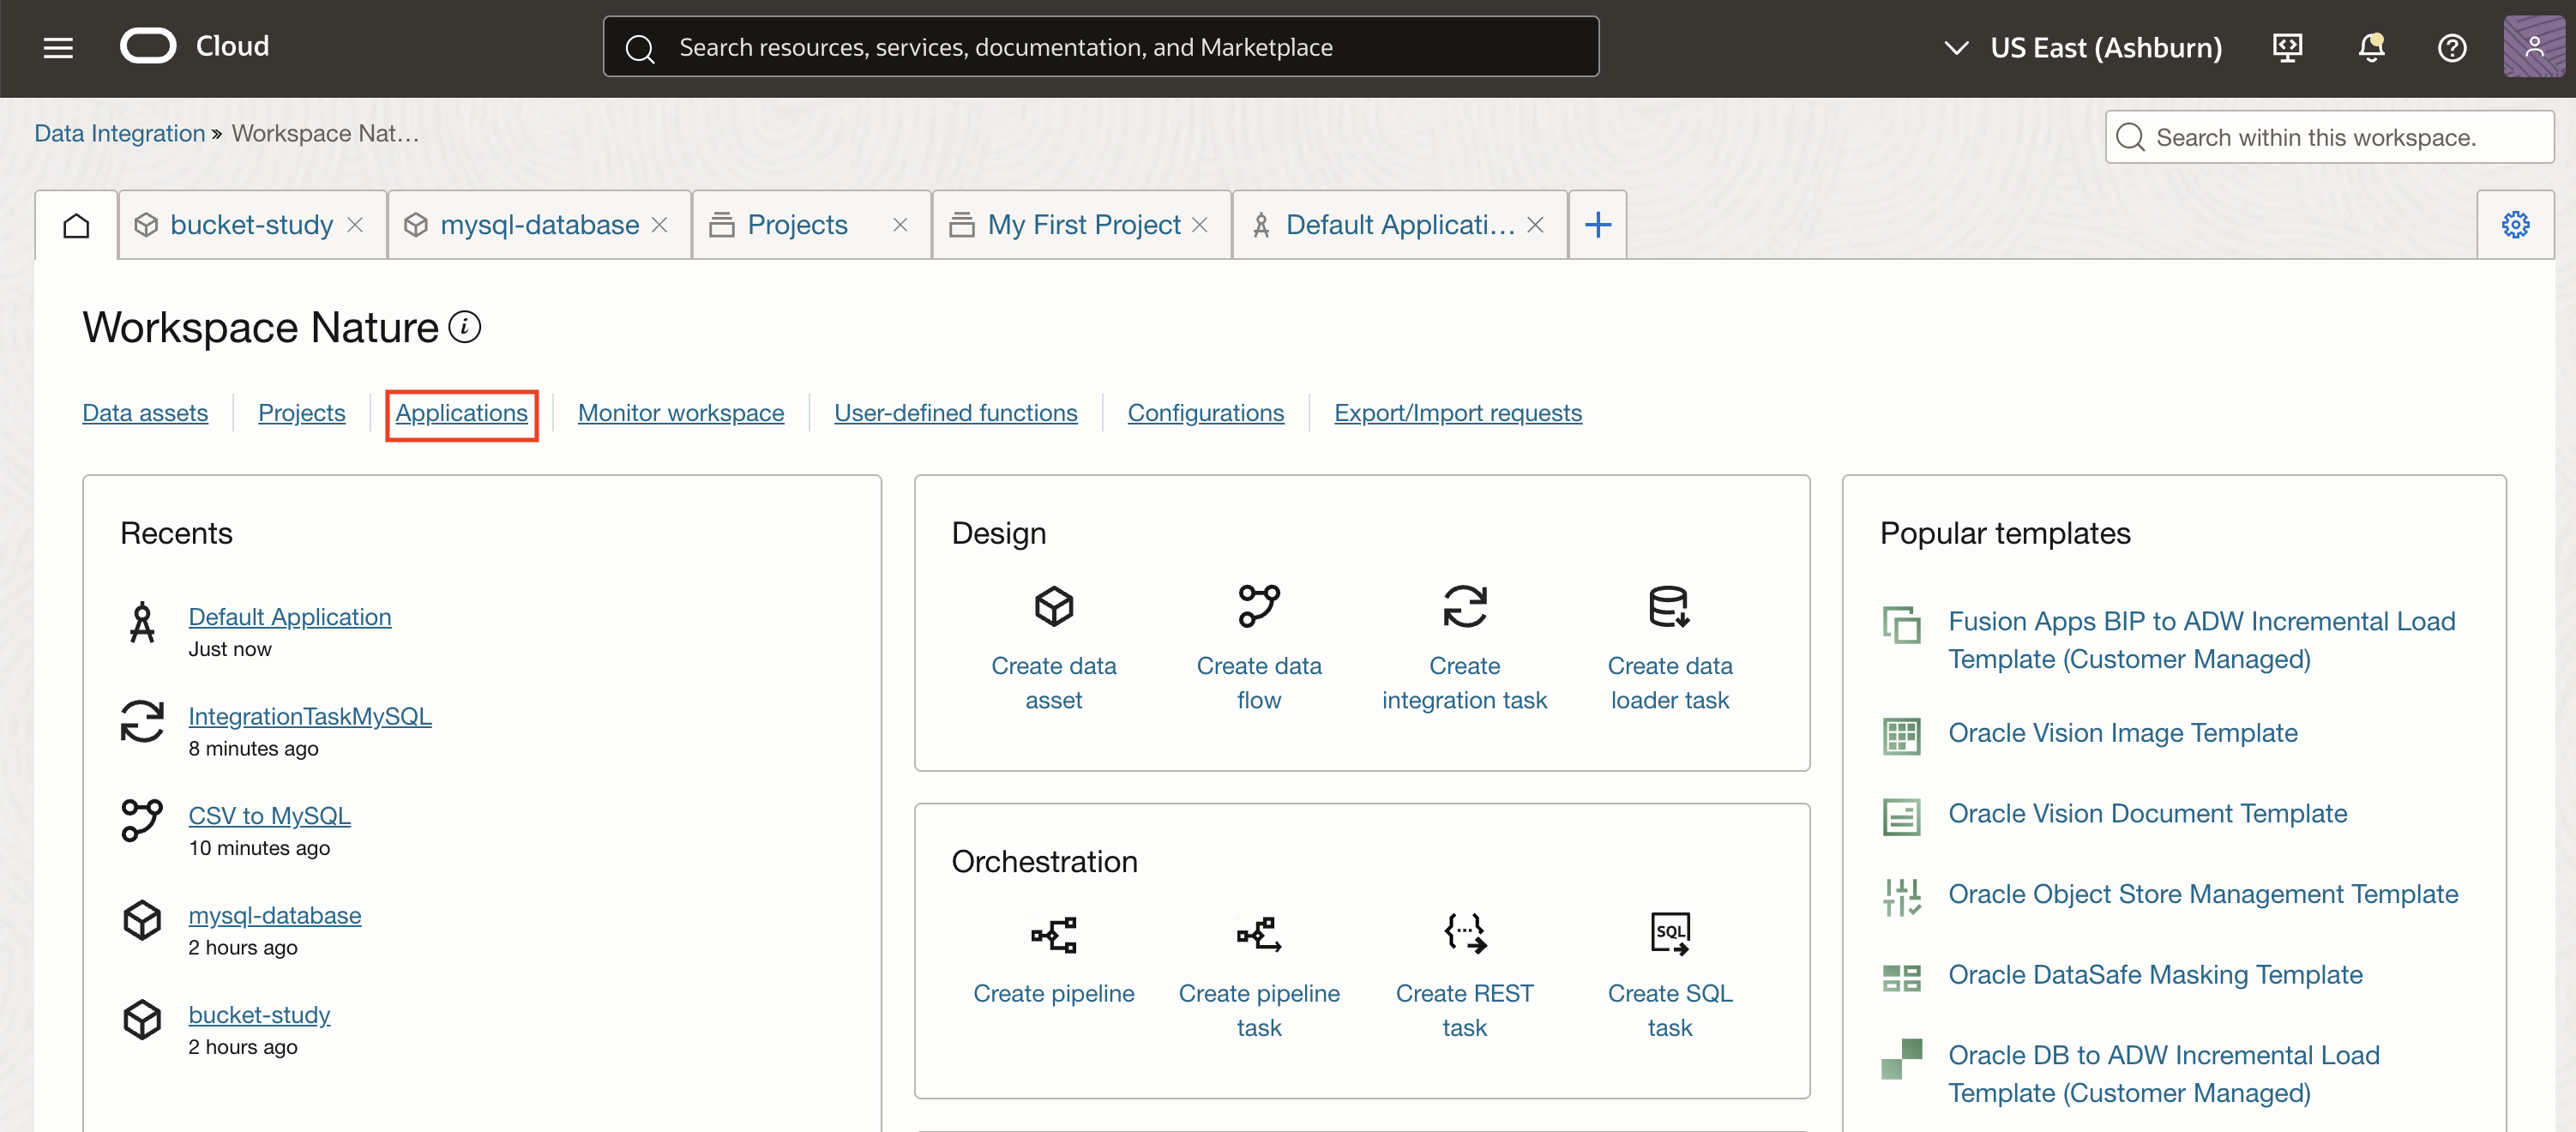 Cloud
Search resources, services, documentation, and Marketplace
US East (Ashburn)
Data Integration » Workspace Nat...
Search within this workspace.
bucket-study
mysql-database
Projects
My First Project
Default Applicati...
Workspace Nature
Data assets
Projects
Applications
Monitor workspace
User-defined functions
Configurations
Export/Import requests
Recents
Default Application
Just now
IntegrationTaskMySQL
8 minutes ago
CSV to MySQL
10 minutes ago
mysql-database
2 hours ago
bucket-study
2 hours ago
Design
Create data
asset
Create data
flow
Create
integration task
Create data
loader task
Orchestration
Create pipeline
Create pipeline
task
Create REST
task
SQL
Create SQL
task
Popular templates
Fusion Apps BIP to ADW Incremental Load
Template (Customer Managed)
Oracle Vision Image Template
Oracle Vision Document Template
Oracle Object Store Management Template
Oracle DataSafe Masking Template
Oracle DB to ADW Incremental Load
Template (Customer Managed)